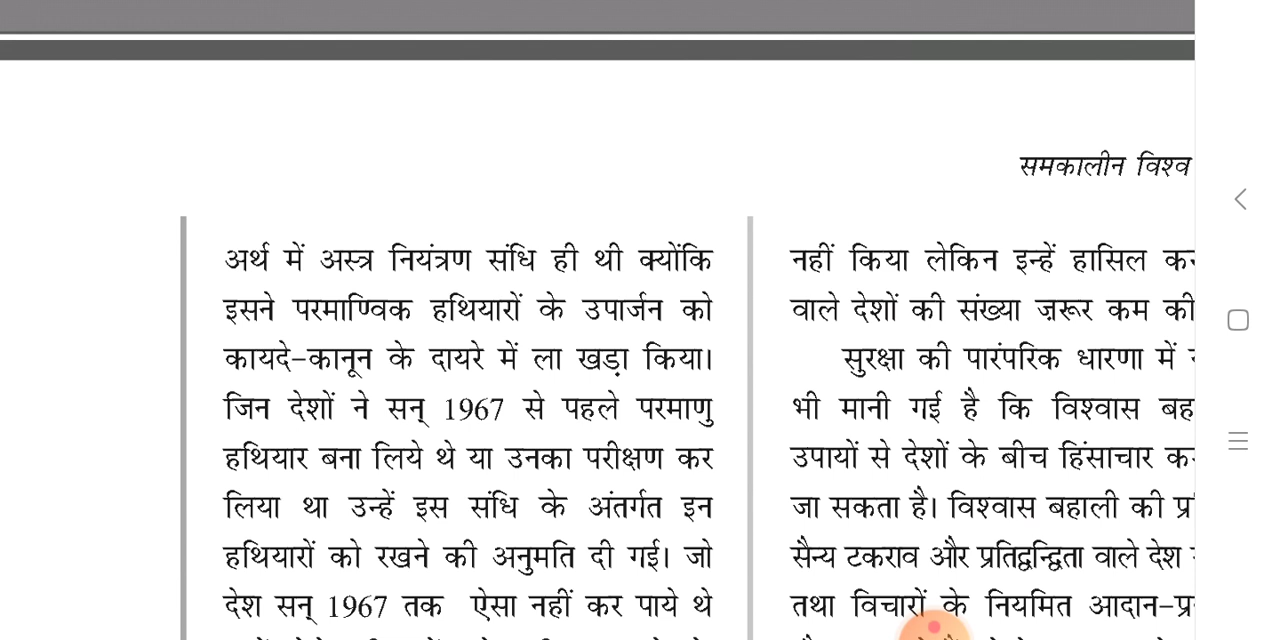 समकालीन विश्व
अर्थ में अस्त्र नियंत्रण संधि ही थी क्योंकि
इसने परमाण्विक हथियारों के उपार्जन को
कायदे-कानून के दायरे में ला खड़ा किया।
जिन देशों ने सन् 1967 से पहले परमाणु
हथियार बना लिये थे या उनका परीक्षण कर
लिया था उन्हें इस संधि के अंतर्गत इन
हथियारों को रखने की अनुमति दी गई। जो
देश सन् 1967 तक ऐसा नहीं कर पाये थे
नहीं किया लेकिन इन्हें हासिल
वाले देशों की संख्या ज़रूर कम की
सुरक्षा की पारंपरिक धारणा में
भी मानी गई है कि विश्वास
उपायों से देशों के बीच हिंसाचार
जा सकता है। विश्वास बहाली की
सैन्य टकराव और प्रतिद्वन्द्विता वाले देश
तथा विचारों के नियमित